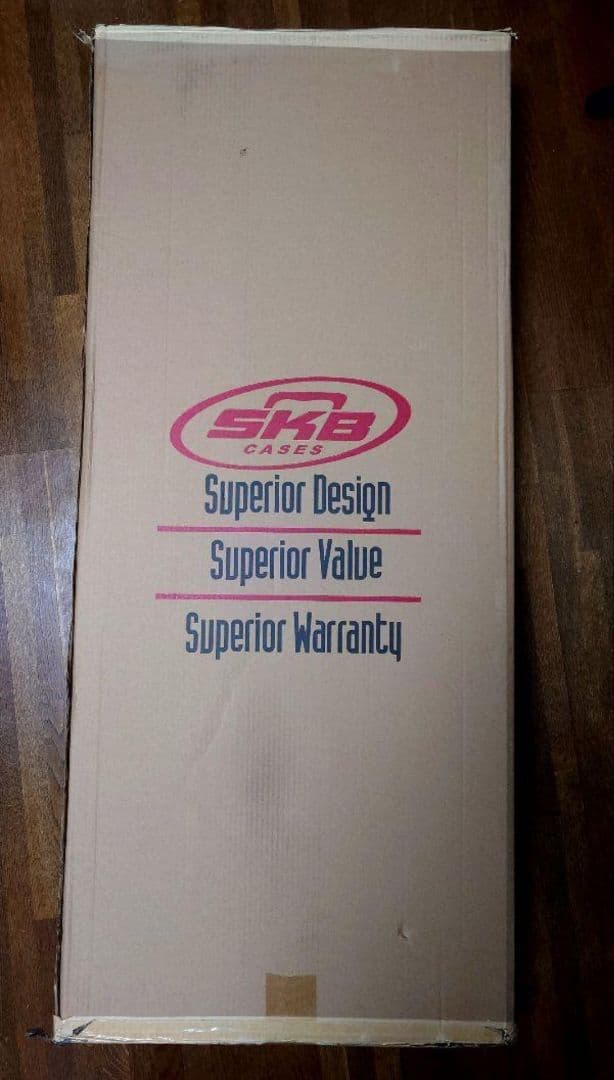 SKB
CASES
Superior Design
Superior Value
Superior Warranty